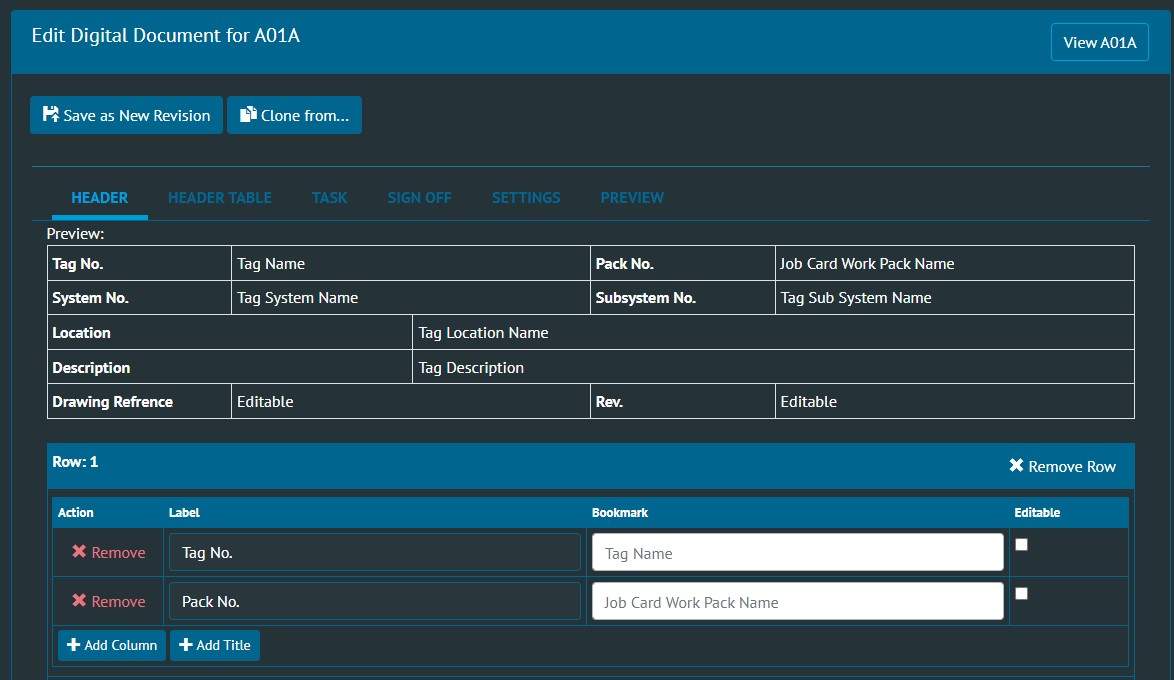 Edit Digital Document for A01A
View A01A
Save as New Revision Clone from...
HEADER HEADER TABLE TASK SIGN OFF SETTINGS PREVIEW
Preview:
Tag No. Tag Name Pack No. Job Card Work Pack Name
System No. Tag System Name Subsystem No. Tag Sub System Name
Location Tag Location Name
Description Tag Description
Drawing Refrence Editable Rev. Editable
Row: 1 Remove Row
Action Label Bookmark Editable
Remove Tag No. Tag Name
Remove Pack No. Job Card Work Pack Name
Add Column Add Title